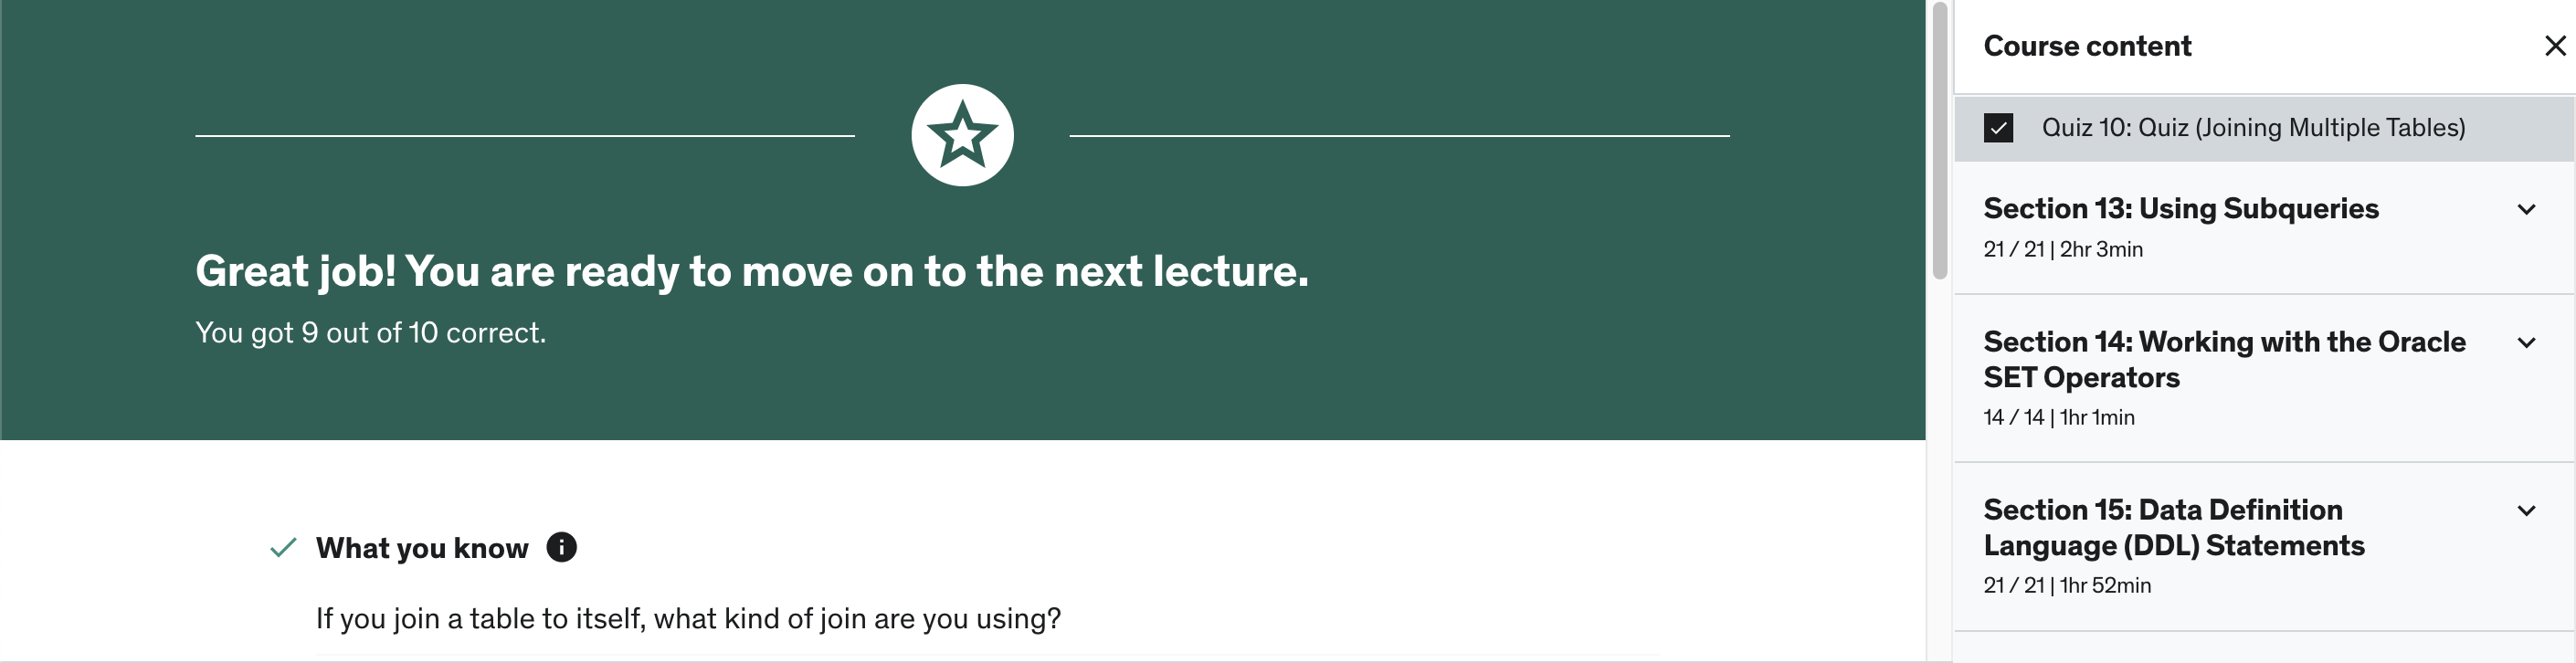 Great job! You are ready to move on to the next lecture.
You got 9 out of 10 correct.
What you know
If you join a table to itself, what kind of join are you using?
Course content
Quiz 10: Quiz (Joining Multiple Tables)
Section 13: Using Subqueries
21 / 21 | 2hr 3min
Section 14: Working with the Oracle
SET Operators
14 / 14 | 1hr 1min
Section 15: Data Definition
Language (DDL) Statements
21 / 21 | 1hr 52min